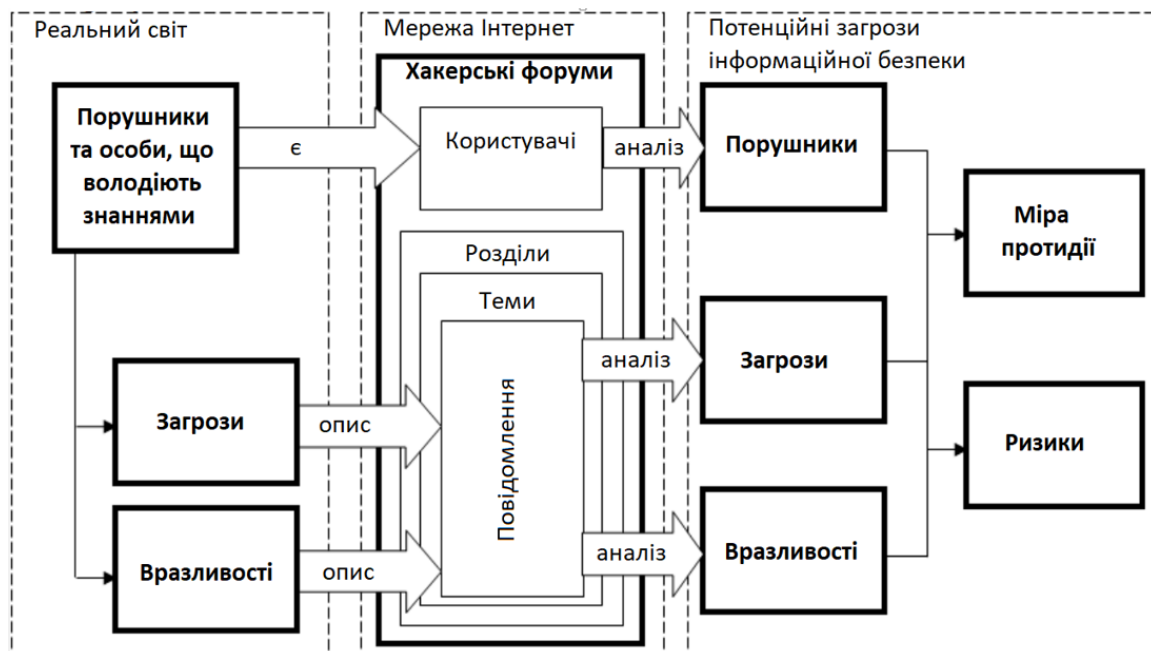 Реальний світ
Мережа Інтернет
Потенційні загрози
інформаційної безпеки
Хакерські форуми
Порушники
та особи, що
володіють
знаннями
є
Користувачі
аналіз
Порушники
Міра
протидії
Розділи
Теми
Повідомлення
аналіз
Загрози
Загрози
опис
Ризики
Вразливості
опис
аналіз
Вразливості